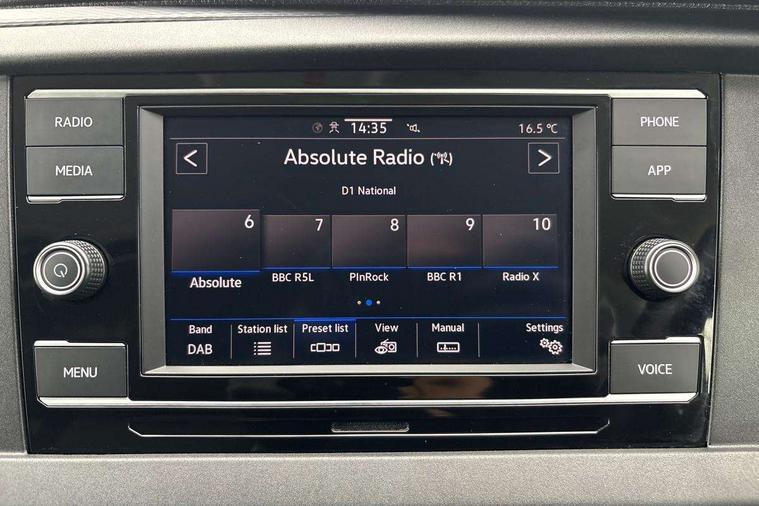 RADIO
MEDIA
MENU
14:35
16.5 °C
Absolute Radio
D1 National
6
7
8
9
10
Absolute
BBC R5L
PlnRock
BBC R1
Radio X
Band
Station list
Preset list
View
Manual
Settings
DAB
PHONE
APP
VOICE